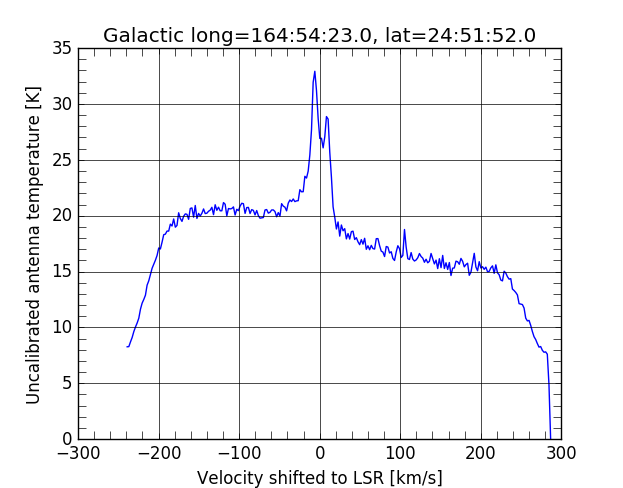 Galactic long=164:54:23.0, lat=24:51:52.0
Uncalibrated antenna temperature [K]
35
30
25
20
15
10
5
0
−300 −200 −100 0 100 200 300
Velocity shifted to LSR [km/s]